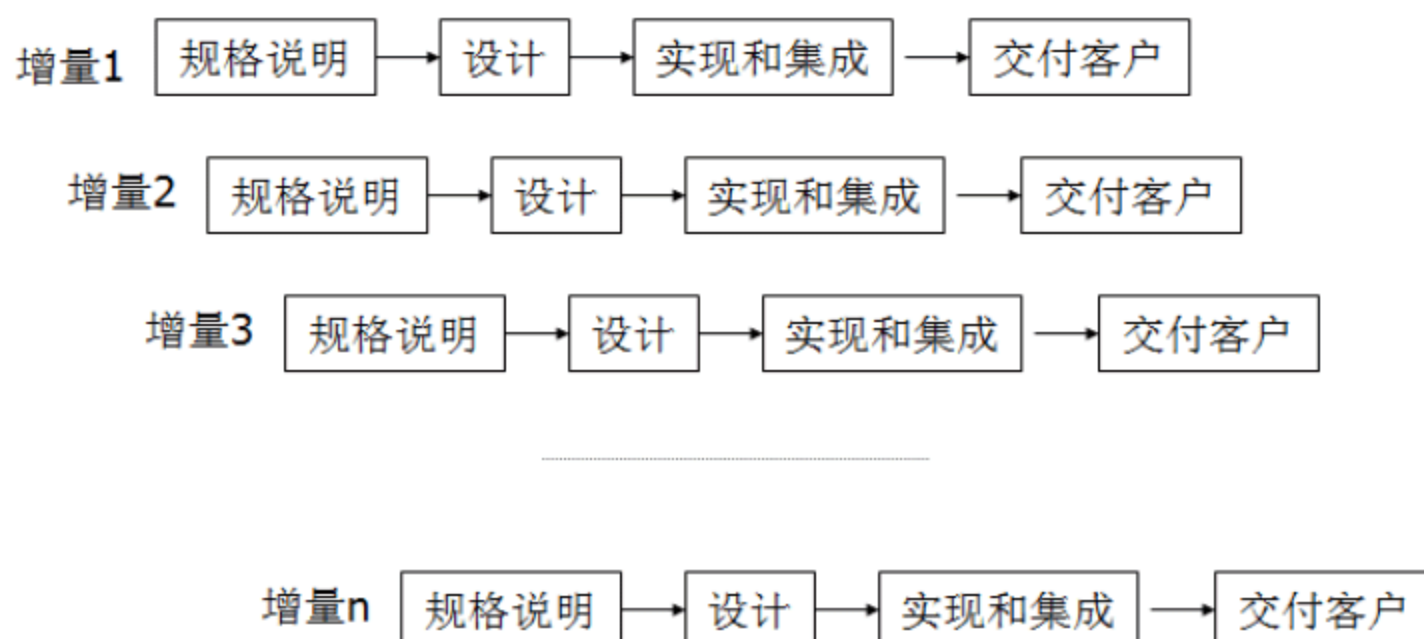 增量1 规格说明 设计 实现和集成 交付客户
增量2 规格说明 设计 实现和集成 交付客户
增量3 规格说明 设计 实现和集成 交付客户
增量n 规格说明 设计 实现和集成 交付客户